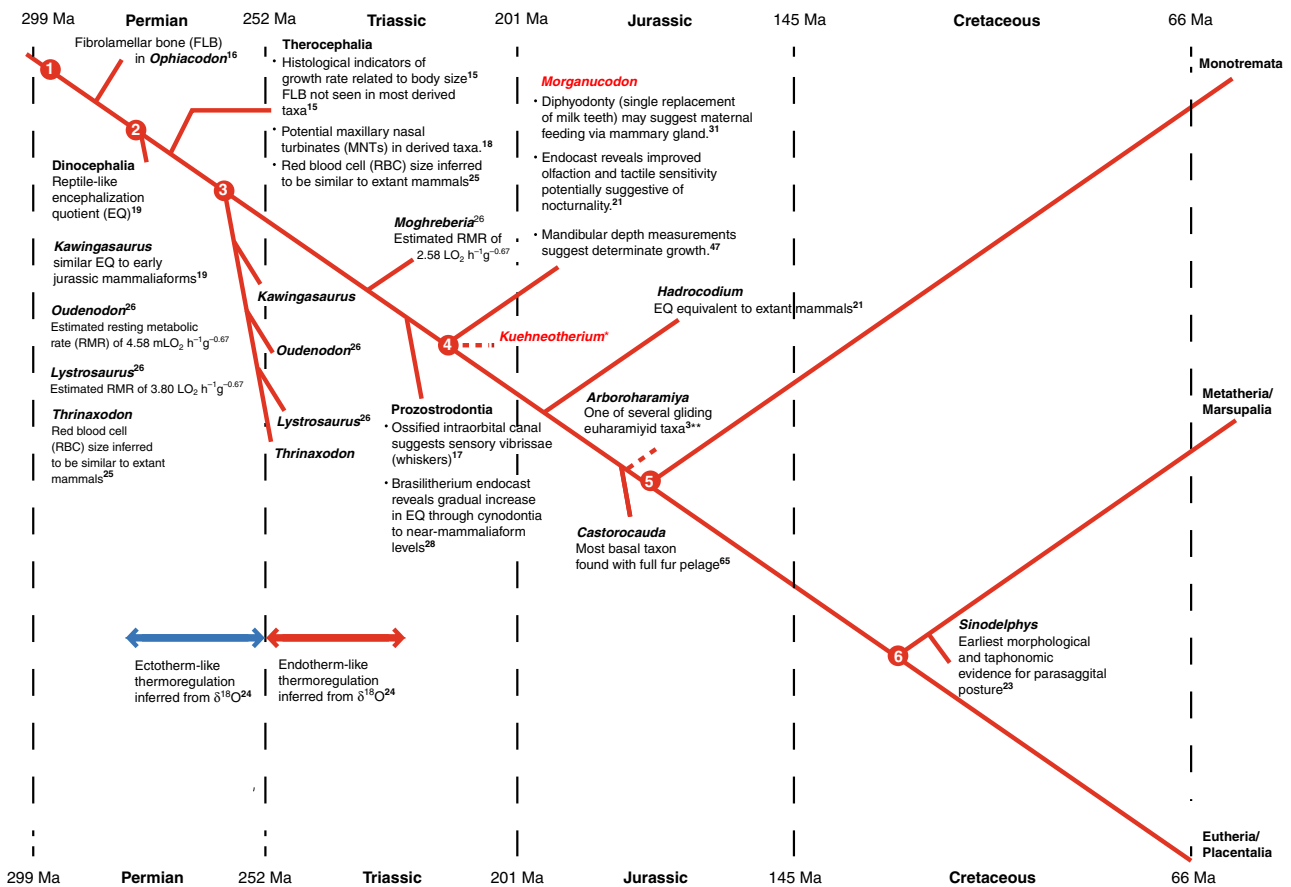 299 Ma Permian 252 Ma Triassic 201 Ma Jurassic 145 Ma Cretaceous 66 Ma
Fibrolamellar bone (FLB)
in Ophiacodon¹⁶
1
2
3
4
5
6
Dinocephalia
Reptile-like
encephalization
quotient (EQ)¹⁹
Therocephalia
• Histological indicators of
growth rate related to body size¹⁵
FLB not seen in most derived
taxa¹⁵
• Potential maxillary nasal
turbinates (MNTs) in derived taxa.¹⁸
• Red blood cell (RBC) size inferred
to be similar to extant mammals²⁵
Morganucodon
• Diphyodonty (single replacement
of milk teeth) may suggest maternal
feeding via mammary gland.³¹
• Endocast reveals improved
olfaction and tactile sensitivity
potentially suggestive of
nocturnality.²¹
• Mandibular depth measurements
suggest determinate growth.⁴⁷
Monotremata
Kawingasaurus
similar EQ to early
jurassic mammaliaforms¹⁹
Oudenodon²⁶
Estimated resting metabolic
rate (RMR) of 4.58 mLO₂ h⁻¹g⁻⁰·⁶⁷
Lystrosaurus²⁶
Estimated RMR of 3.80 LO₂ h⁻¹g⁻⁰·⁶⁷
Thrinaxodon
Red blood cell
(RBC) size inferred
to be similar to extant
mammals²⁵
Kawingasaurus
Oudenodon²⁶
Lystrosaurus²⁶
Thrinaxodon
Moghreberia²⁶
Estimated RMR of
2.58 LO₂ h⁻¹g⁻⁰·⁶⁷
Kuehneotherium*
Hadrocodium
EQ equivalent to extant mammals²¹
Prozostrodontia
• Ossified intraorbital canal
suggests sensory vibrissae
(whiskers)¹⁷
• Brasilitherium endocast
reveals gradual increase
in EQ through cynodontia
to near-mammaliaform
levels²⁸
Arboroharamiya
One of several gliding
euharamiyid taxa³**
Castorocauda
Most basal taxon
found with full fur pelage⁶⁵
Metatheria/
Marsupalia
Ectotherm-like
thermoregulation
inferred from δ¹⁸O²⁴
Endotherm-like
thermoregulation
inferred from δ¹⁸O²⁴
Sinodelphys
Earliest morphological
and taphonomic
evidence for parasaggital
posture²³
Eutheria/
Placentalia
299 Ma Permian 252 Ma Triassic 201 Ma Jurassic 145 Ma Cretaceous 66 Ma